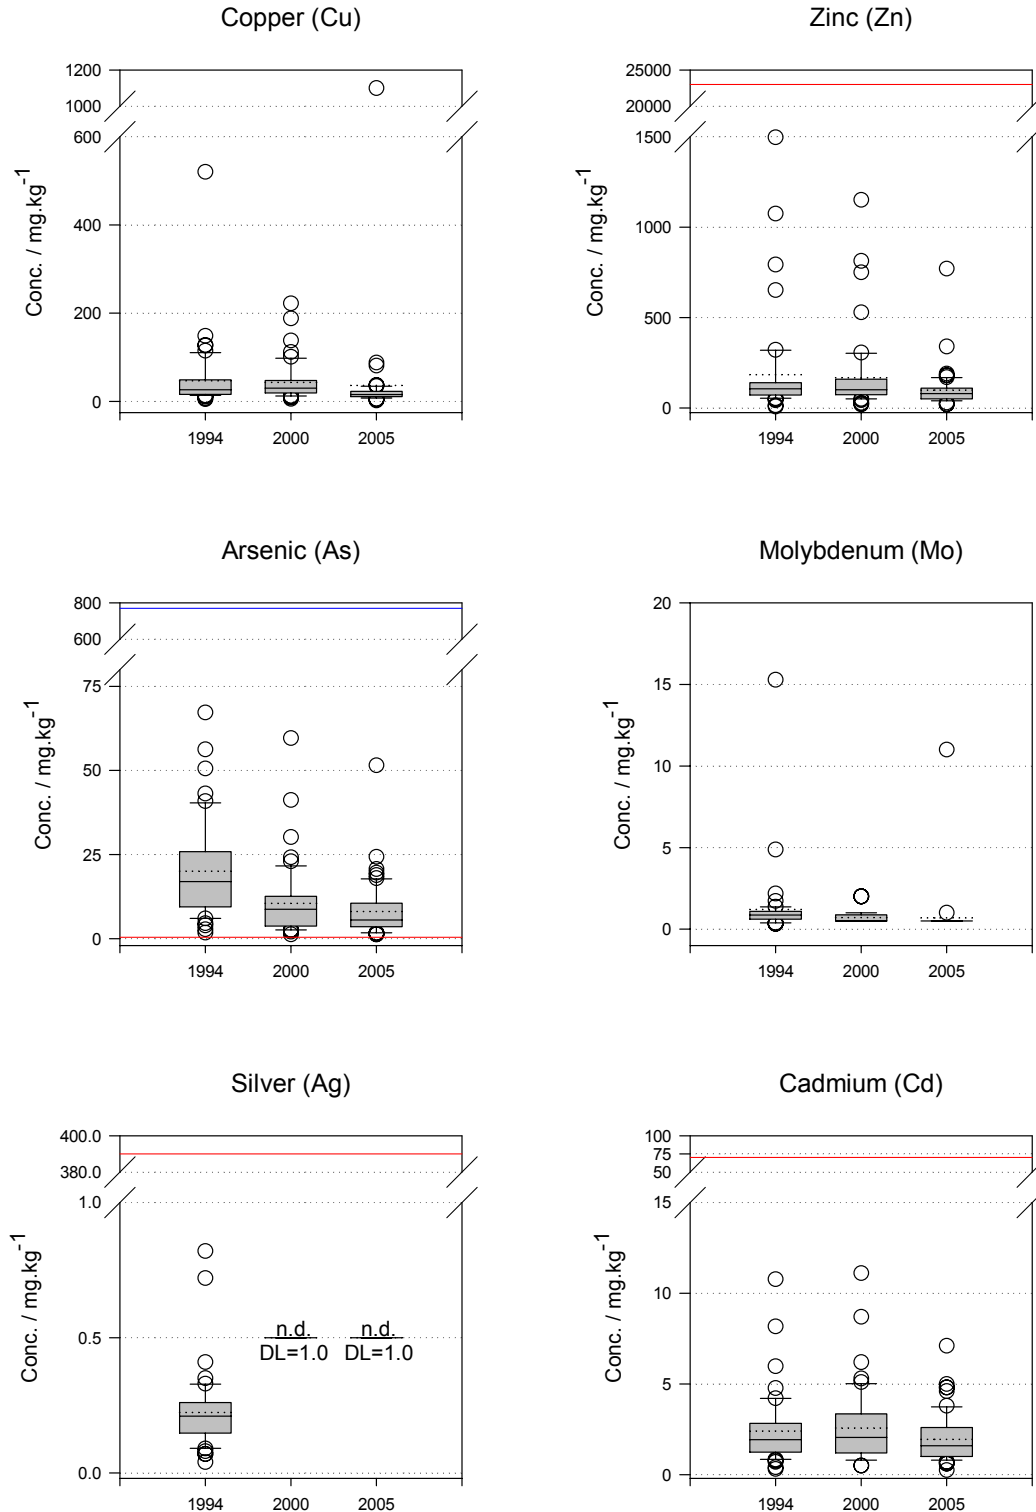 Copper (Cu)
1200
1000
600
400
200
0
Conc. / mg.kg-1
1994 2000 2005
Zinc (Zn)
25000
20000
1500
1000
500
0
Conc. / mg.kg-1
1994 2000 2005
Arsenic (As)
800
600
75
50
25
0
Conc. / mg.kg-1
1994 2000 2005
Molybdenum (Mo)
20
15
10
5
0
Conc. / mg.kg-1
1994 2000 2005
Silver (Ag)
400.0
380.0
1.0
0.5
0.0
Conc. / mg.kg-1
n.d. n.d.
DL=1.0 DL=1.0
1994 2000 2005
Cadmium (Cd)
100
75
50
15
10
5
0
Conc. / mg.kg-1
1994 2000 2005